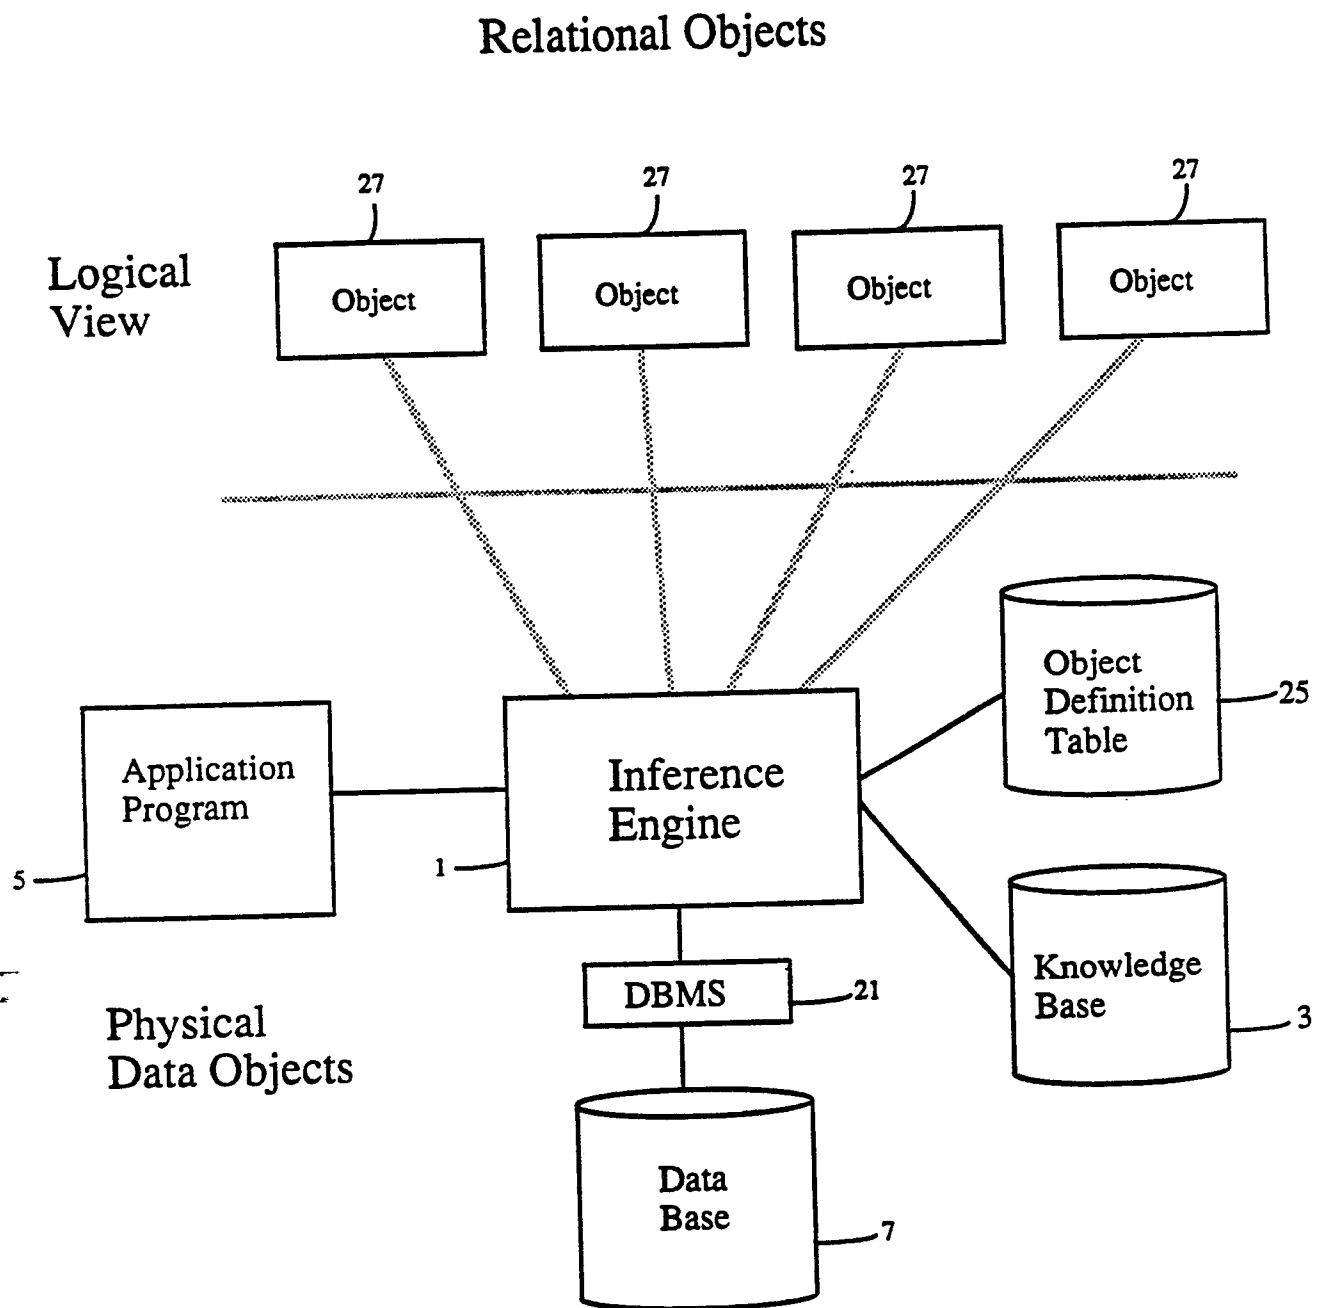 Relational Objects
27
27
27
27
Logical
View
Object
Object
Object
Object
Object
Definition
Table
25
Application
Program
Inference
Engine
5
1
Knowledge
Base
3
DBMS
21
Physical
Data Objects
Data
Base
7